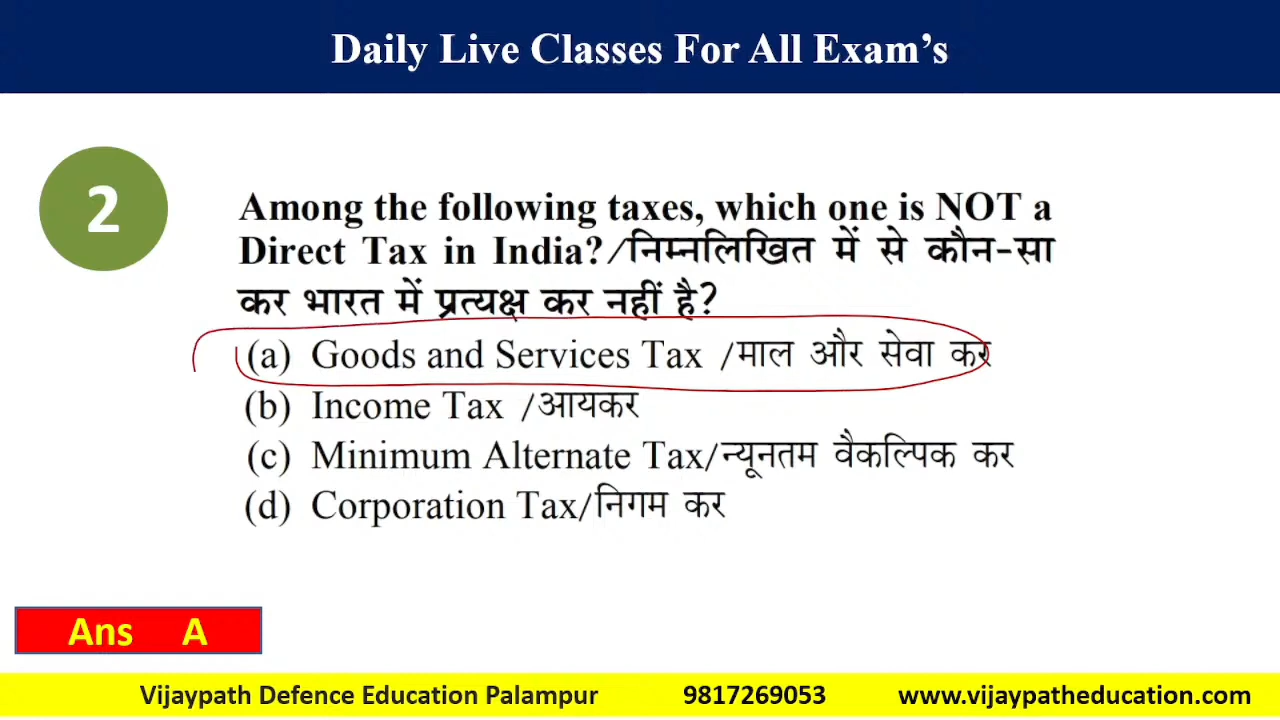 Daily Live Classes For All Exam’s
2
Among the following taxes, which one is NOT a
Direct Tax in India?/निम्नलिखित में से कौन-सा
कर भारत में प्रत्यक्ष कर नहीं है?
(a) Goods and Services Tax /माल और सेवा कर
(b) Income Tax /आयकर
(c) Minimum Alternate Tax/न्यूनतम वैकल्पिक कर
(d) Corporation Tax/निगम कर
Ans A
Vijaypath Defence Education Palampur 9817269053 www.vijaypatheducation.com